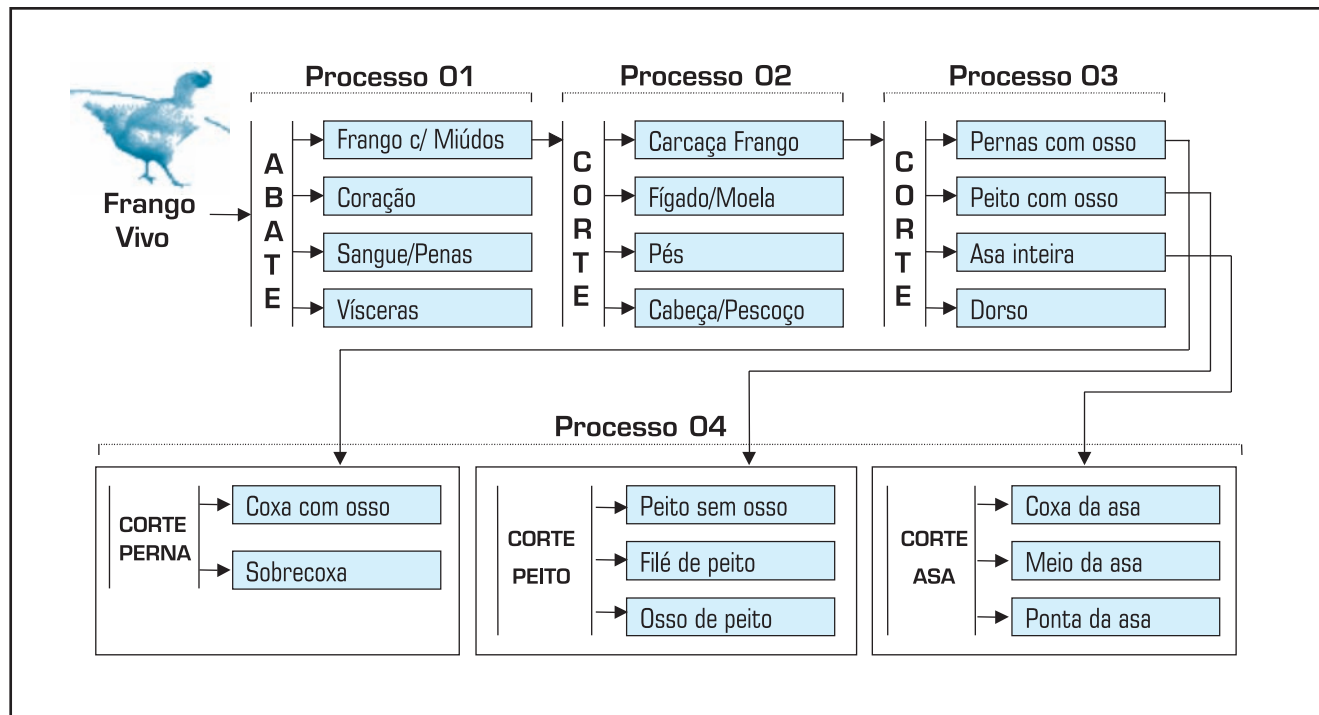 Processo 01
Processo 02
Processo 03
Frango
Vivo
ABATE
Frango c/ Miúdos
Coração
Sangue/Penas
Vísceras
CORTE
Carcaça Frango
Fígado/Moela
Pés
Cabeça/Pescoço
CORTE
Pernas com osso
Peito com osso
Asa inteira
Dorso
Processo 04
CORTE
PERNA
Coxa com osso
Sobrecoxa
CORTE
PEITO
Peito sem osso
Filé de peito
Osso de peito
CORTE
ASA
Coxa da asa
Meio da asa
Ponta da asa